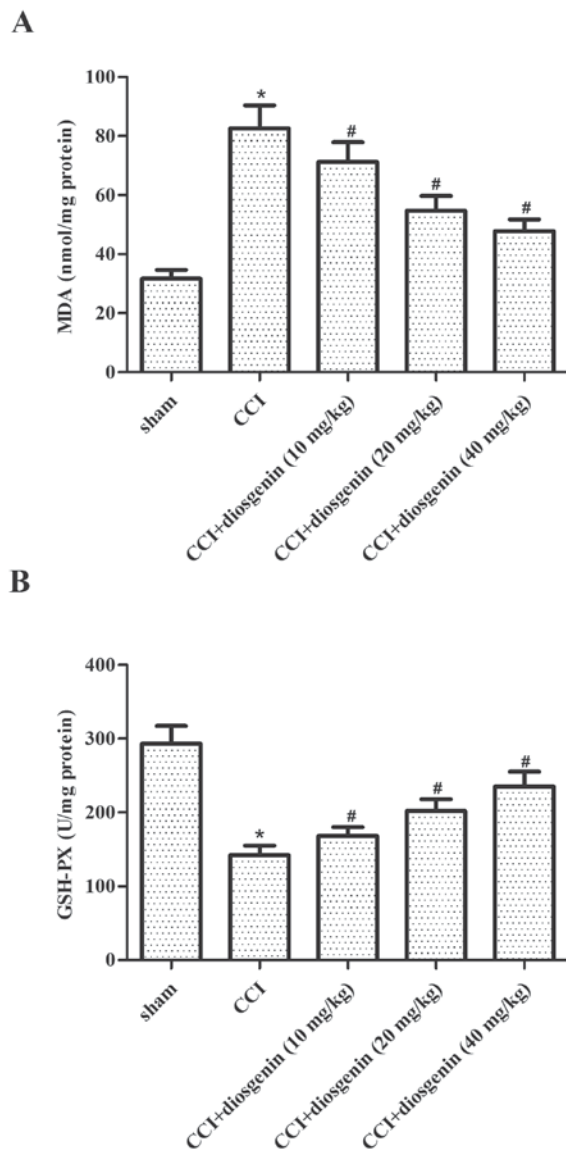 A
MDA (nmol/mg protein)
100
80
60
40
20
0
*
#
#
#
sham
CCI
CCI+diosgenin (10 mg/kg)
CCI+diosgenin (20 mg/kg)
CCI+diosgenin (40 mg/kg)
B
GSH-PX (U/mg protein)
400
300
200
100
0
*
#
#
#
sham
CCI
CCI+diosgenin (10 mg/kg)
CCI+diosgenin (20 mg/kg)
CCI+diosgenin (40 mg/kg)